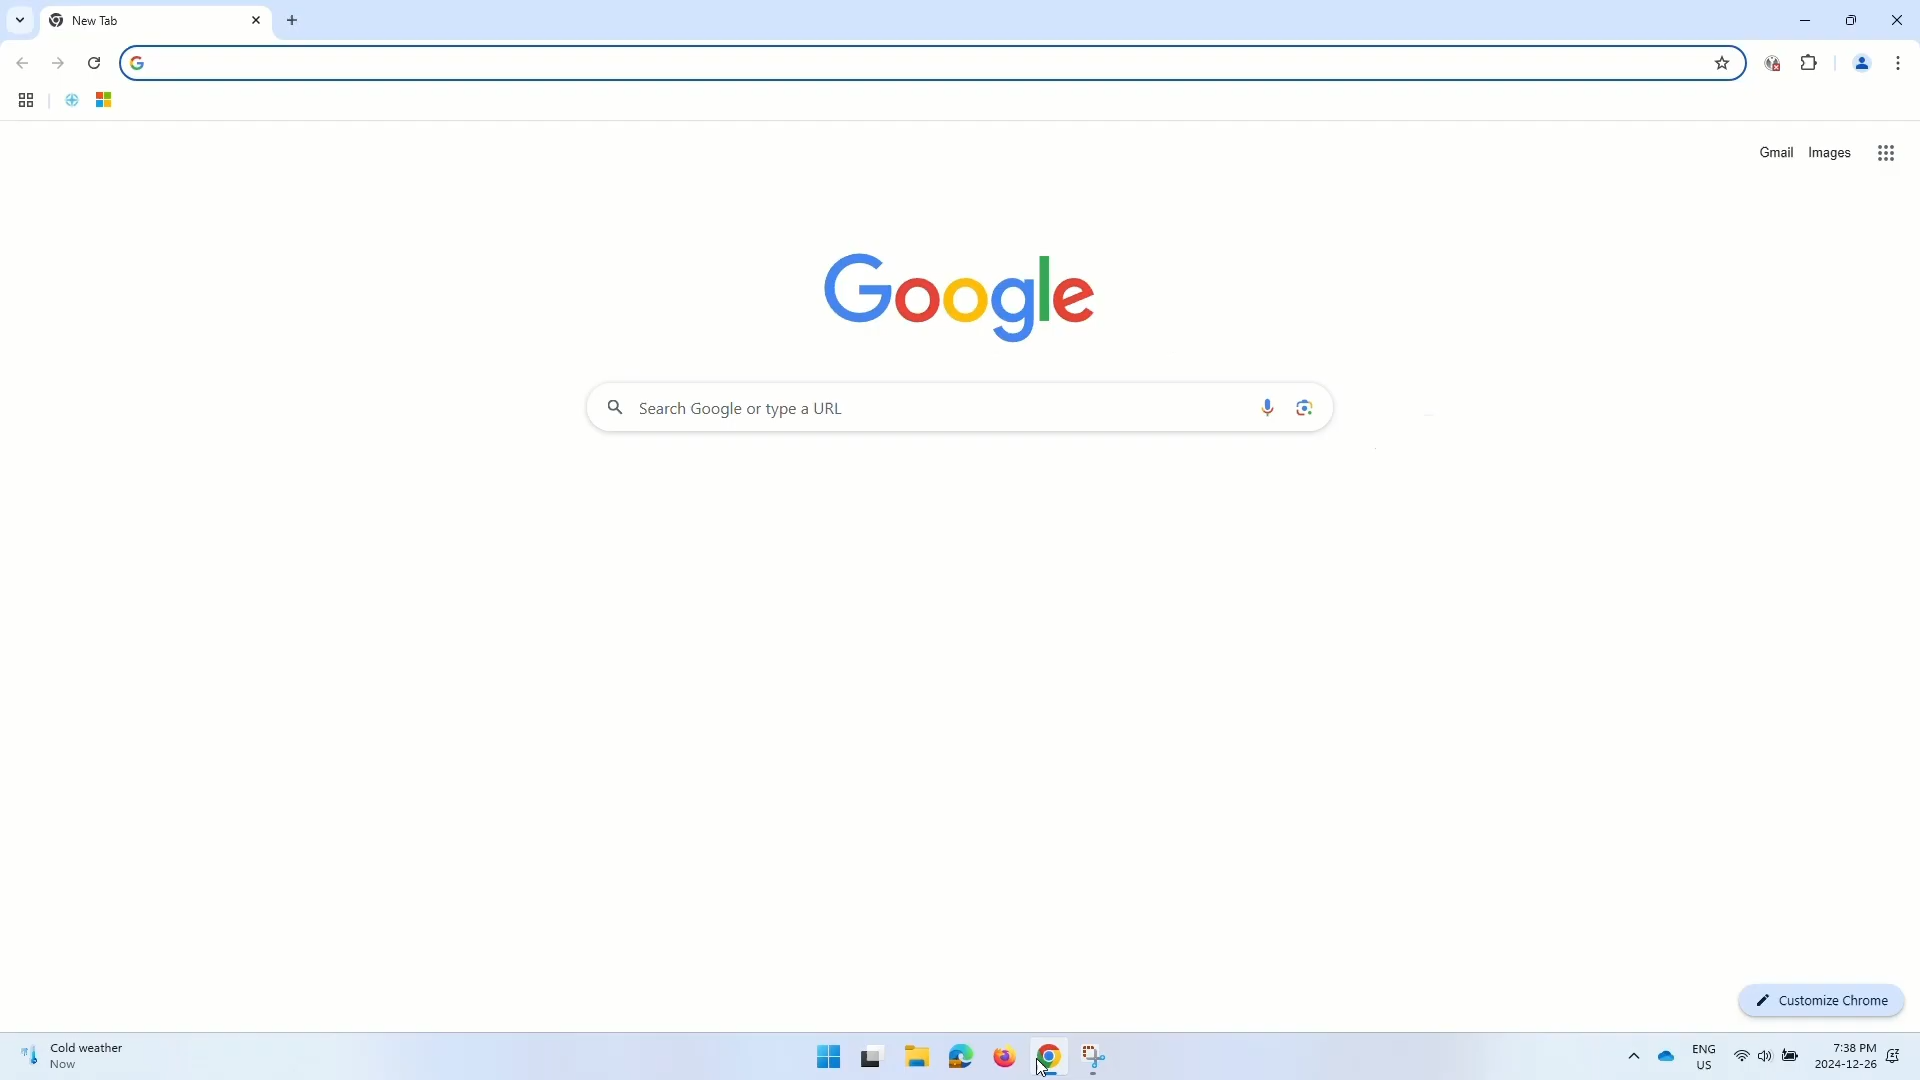 New Tab
Gmail Images
Google
Search Google or type a URL
Customize Chrome
Cold weather
Now
ENG
US
7:38 PM
2024-12-26